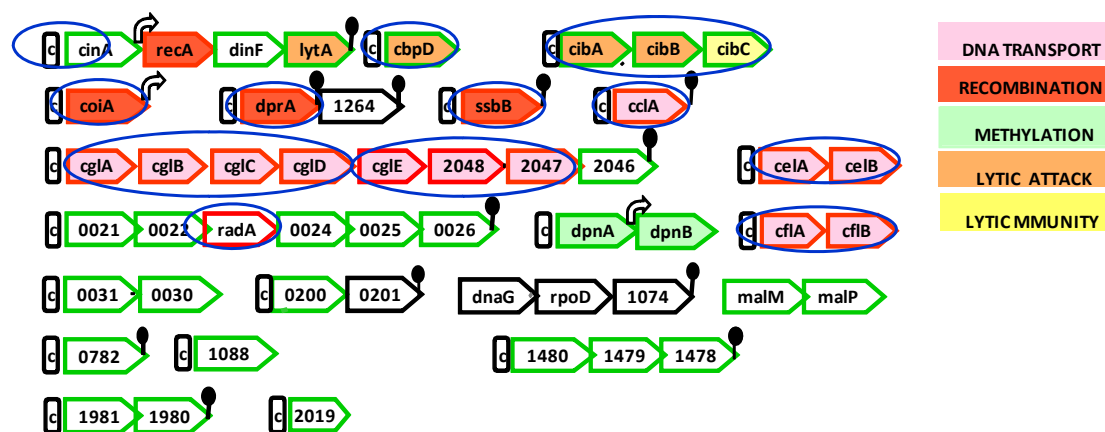 c cinA recA dinF lytA c cbpD c cibA cibB cibC
c coiA c dprA 1264 c ssbB c cclA
c cglA cglB cglC cglD cglE 2048 2047 2046 c celA celB
c 0021 0022 radA 0024 0025 0026 c dpnA dpnB c cflA cflB
c 0031 0030 c 0200 0201 dnaG rpoD 1074 malM malP
c 0782 c 1088 c 1480 1479 1478
c 1981 1980 c 2019
DNA TRANSPORT
RECOMBINATION
METHYLATION
LYTIC ATTACK
LYTIC MMUNITY